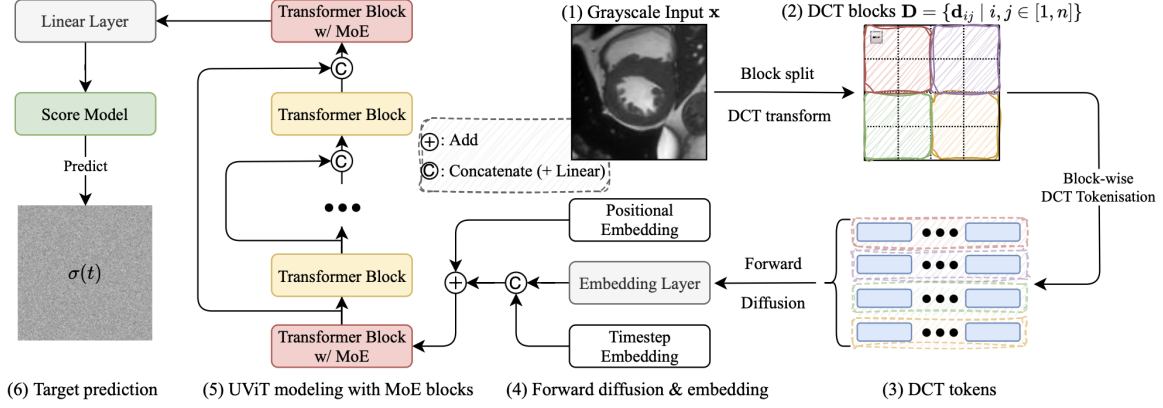 Linear Layer
Score Model
Predict
σ(t)
(6) Target prediction
Transformer Block
w/ MoE
C
Transformer Block
C
Transformer Block
Transformer Block
w/ MoE
(5) UViT modeling with MoE blocks
+: Add
C: Concatenate (+ Linear)
(1) Grayscale Input x
Block split
DCT transform
(2) DCT blocks D = {d_ij | i, j ∈ [1, n]}
Block-wise
DCT Tokenisation
(3) DCT tokens
Forward
Diffusion
Positional
Embedding
+
C
Embedding Layer
Timestep
Embedding
(4) Forward diffusion & embedding